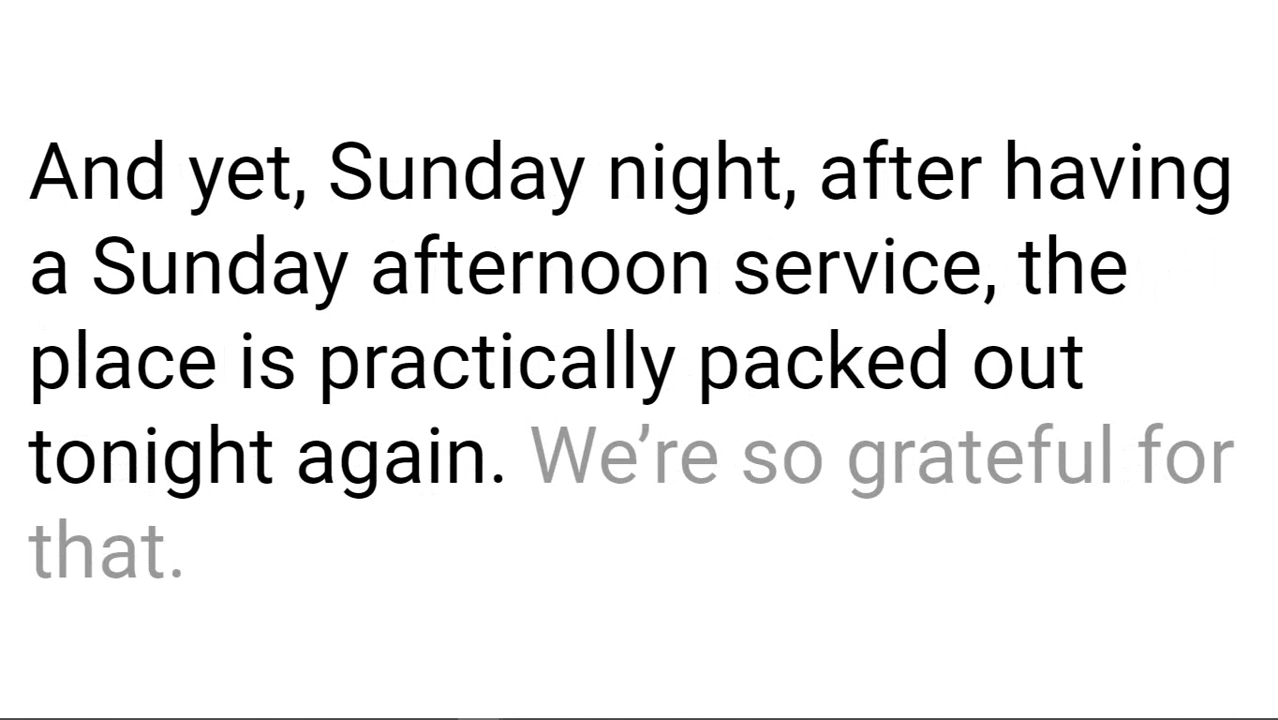 And yet, Sunday night, after having
a Sunday afternoon service, the
place is practically packed out
tonight again. We’re so grateful for
that.